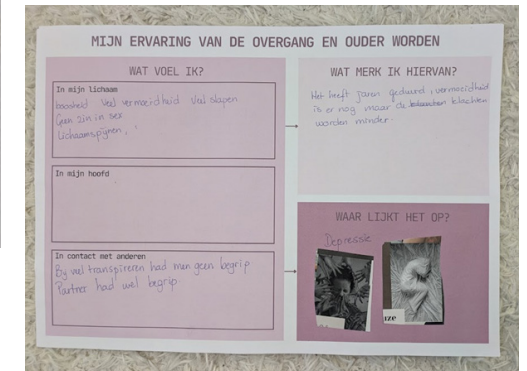 MIJN ERVARING VAN DE OVERGANG EN OUDER WORDEN
WAT VOEL IK?
In mijn lichaam
boosheid veel vermoeidheid veel slapen
Geen zin in sex
Lichaamspijnen,
In mijn hoofd
In contact met anderen
By veel transpireren had men geen begrip
Partner had wel begrip.
WAT MERK IK HIERVAN?
Het heeft jaren geduurd, vermoeidheid
is er nog maar de klachten
worden minder.
WAAR LIJKT HET OP?
Depressie